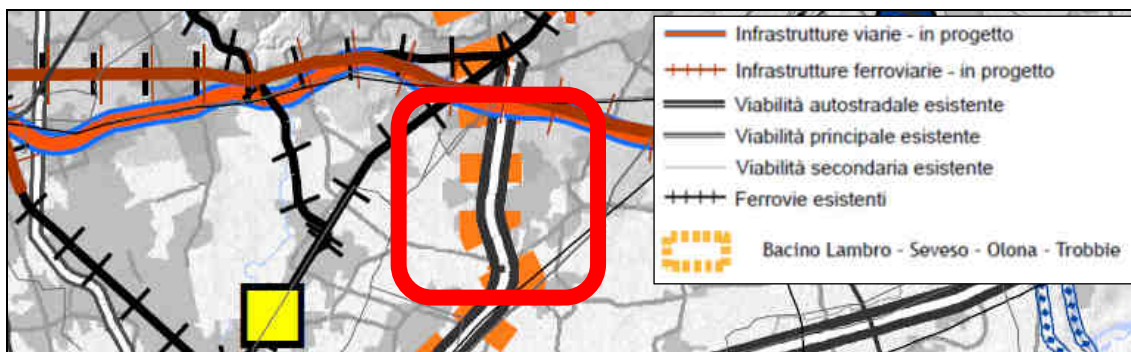 Infrastrutture viarie - in progetto
Infrastrutture ferroviarie - in progetto
Viabilità autostradale esistente
Viabilità principale esistente
Viabilità secondaria esistente
Ferrovie esistenti
Bacino Lambro - Seveso - Olona - Trobbie